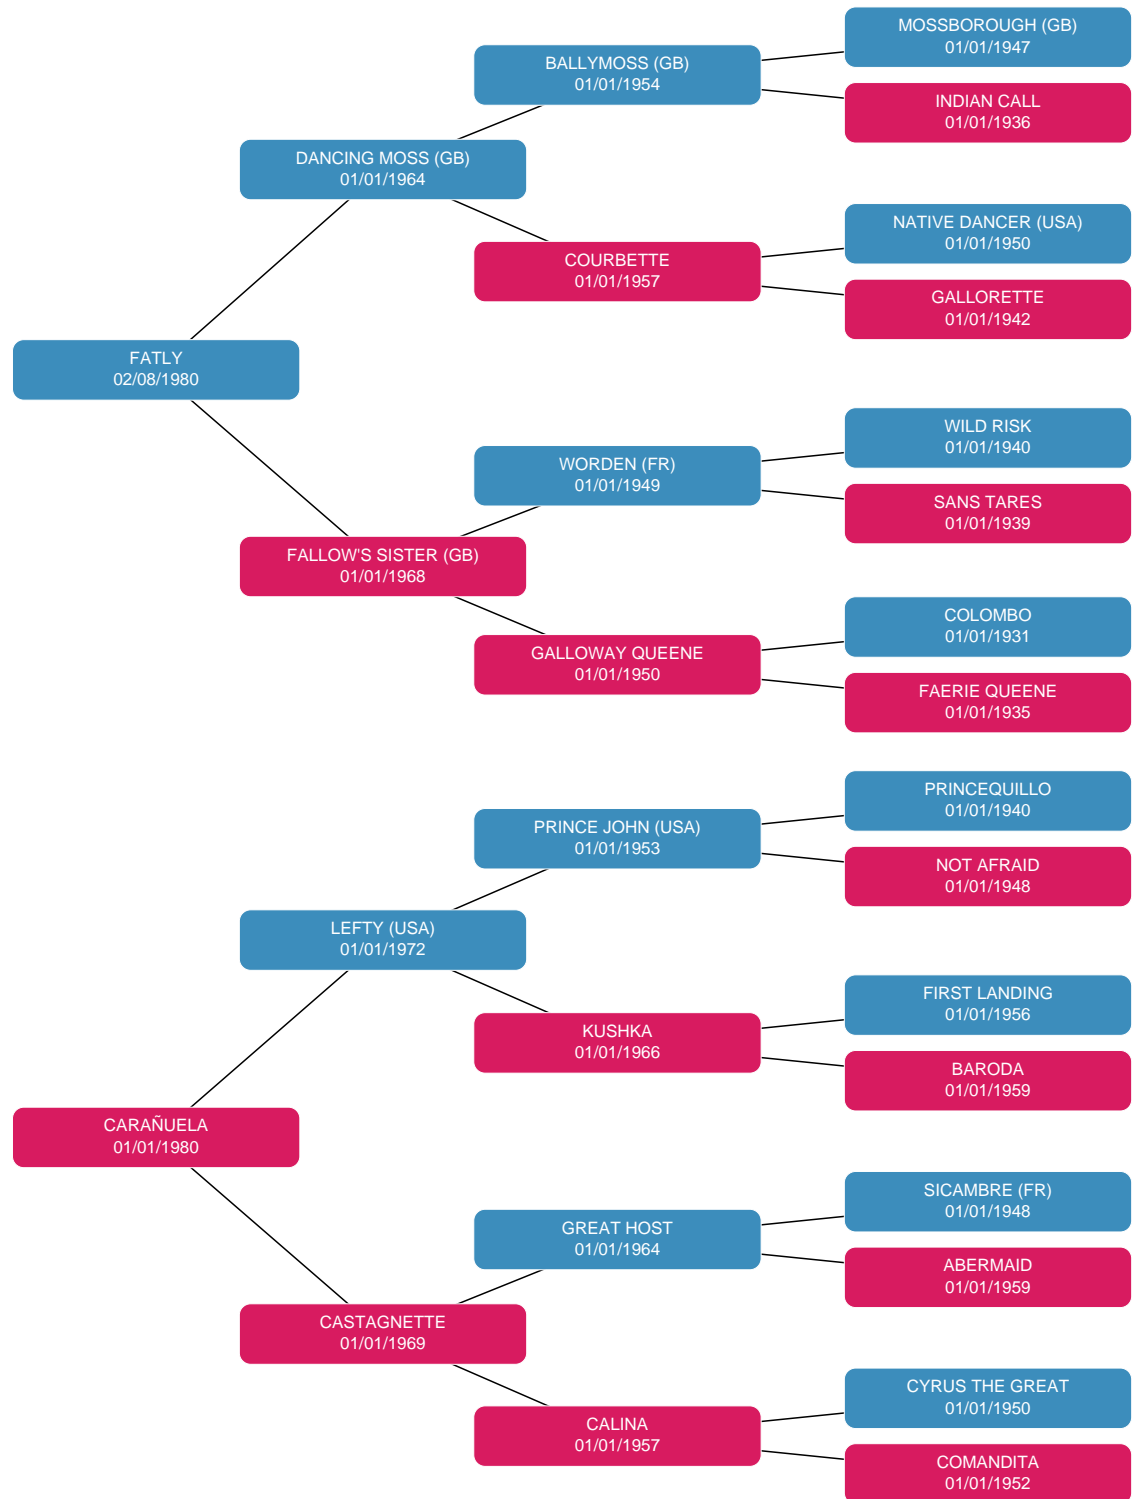 MOSSBOROUGH (GB)
01/01/1947
BALLYMOSS (GB)
01/01/1954
INDIAN CALL
01/01/1936
DANCING MOSS (GB)
01/01/1964
NATIVE DANCER (USA)
01/01/1950
COURBETTE
01/01/1957
GALLORETTE
01/01/1942
FATLY
02/08/1980
WILD RISK
01/01/1940
WORDEN (FR)
01/01/1949
SANS TARES
01/01/1939
FALLOW'S SISTER (GB)
01/01/1968
COLOMBO
01/01/1931
GALLOWAY QUEENE
01/01/1950
FAERIE QUEENE
01/01/1935
PRINCEQUILLO
01/01/1940
PRINCE JOHN (USA)
01/01/1953
NOT AFRAID
01/01/1948
LEFTY (USA)
01/01/1972
FIRST LANDING
01/01/1956
KUSHKA
01/01/1966
BARODA
01/01/1959
CARAÑUELA
01/01/1980
SICAMBRE (FR)
01/01/1948
GREAT HOST
01/01/1964
ABERMAID
01/01/1959
CASTAGNETTE
01/01/1969
CYRUS THE GREAT
01/01/1950
CALINA
01/01/1957
COMANDITA
01/01/1952